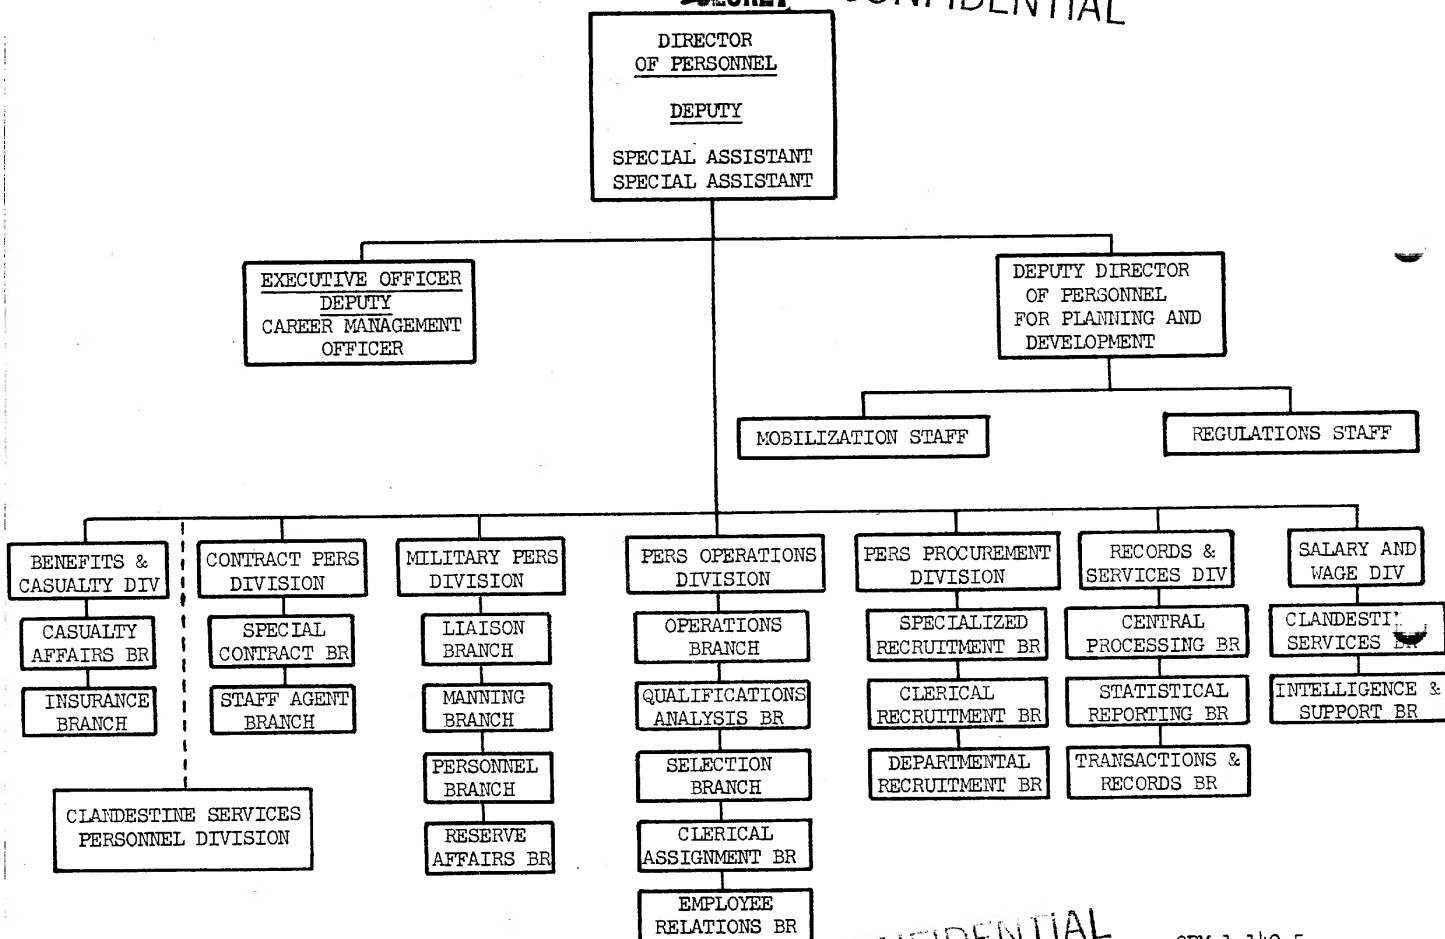 CONFIDENTIAL
DIRECTOR
OF PERSONNEL
DEPUTY
SPECIAL ASSISTANT
SPECIAL ASSISTANT
EXECUTIVE OFFICER
DEPUTY
CAREER MANAGEMENT
OFFICER
DEPUTY DIRECTOR
OF PERSONNEL
FOR PLANNING AND
DEVELOPMENT
MOBILIZATION STAFF
REGULATIONS STAFF
BENEFITS &
CASUALTY DIV
CASUALTY
AFFAIRS BR
INSURANCE
BRANCH
CONTRACT PERS
DIVISION
SPECIAL
CONTRACT BR
STAFF AGENT
BRANCH
CLANDESTINE SERVICES
PERSONNEL DIVISION
MILITARY PERS
DIVISION
LIAISON
BRANCH
MANNING
BRANCH
PERSONNEL
BRANCH
RESERVE
AFFAIRS BR
PERS OPERATIONS
DIVISION
OPERATIONS
BRANCH
QUALIFICATIONS
ANALYSIS BR
SELECTION
BRANCH
CLERICAL
ASSIGNMENT BR
EMPLOYEE
RELATIONS BR
PERS PROCUREMENT
DIVISION
SPECIALIZED
RECRUITMENT BR
CLERICAL
RECRUITMENT BR
DEPARTMENTAL
RECRUITMENT BR
RECORDS &
SERVICES DIV
CENTRAL
PROCESSING BR
STATISTICAL
REPORTING BR
TRANSACTIONS &
RECORDS BR
SALARY AND
WAGE DIV
SERVICES
INTELLIGENCE &
SUPPORT BR
CONFIDENTIAL